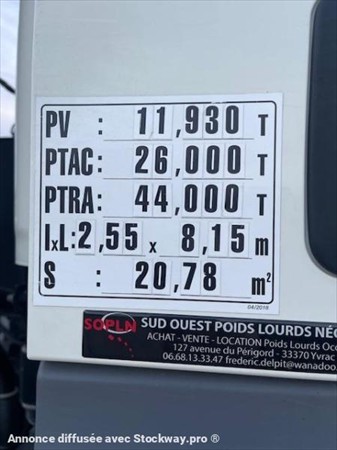 PV : 11,930 T
PTAC : 26,000 T
PTRA : 44,000 T
lxL: 2,55 x 8,15 m
S : 20,78 m²
04/2019
SOPLN
SUD OUEST POIDS LOURDS NÉG
ACHAT - VENTE - LOCATION Poids Lourds Oc
127 avenue du Périgord - 33370 Yvrac
06.68.13.33.47 frederic.delpit@wanadoo.
Annonce diffusée avec Stockway.pro ®